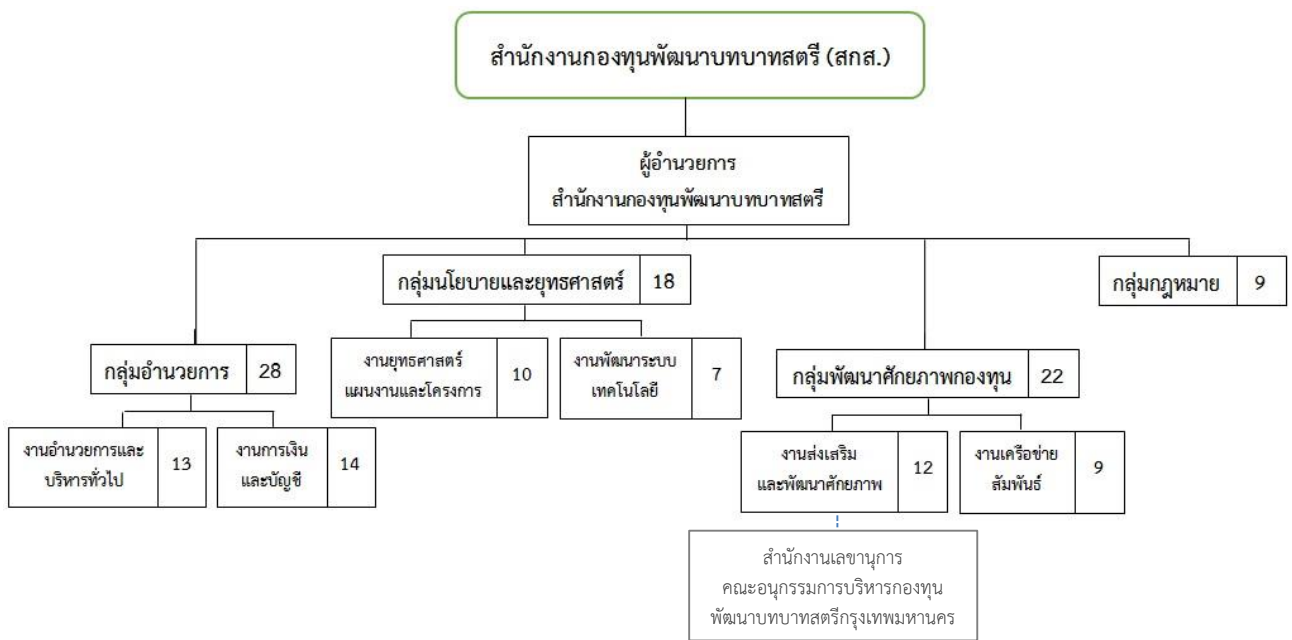 สำนักงานกองทุนพัฒนาบทบาทสตรี (สกส.)
ผู้อำนวยการ
สำนักงานกองทุนพัฒนาบทบาทสตรี
กลุ่มนโยบายและยุทธศาสตร์ 18
กลุ่มกฎหมาย 9
งานยุทธศาสตร์
แผนงานและโครงการ
10
งานพัฒนาระบบ
เทคโนโลยี
7
กลุ่มอำนวยการ 28
กลุ่มพัฒนาศักยภาพกองทุน 22
งานอำนวยการและ
บริหารทั่วไป
13
งานการเงิน
และบัญชี
14
งานส่งเสริม
และพัฒนาศักยภาพ
12
งานเครือข่าย
สัมพันธ์
9
สำนักงานเลขานุการ
คณะอนุกรรมการบริหารกองทุน
พัฒนาบทบาทสตรีกรุงเทพมหานคร